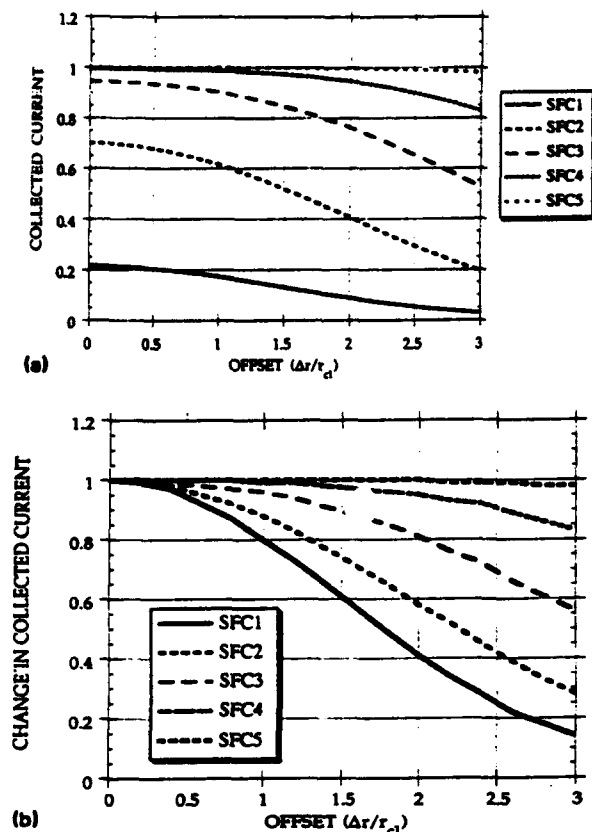 1.2
1
0.8
0.6
0.4
0.2
0
COLLECTED CURRENT
0
0.5
1
1.5
2
2.5
3
OFFSET (Δr/r_cl)
(a)
SFC1
SFC2
SFC3
SFC4
SFC5
1.2
1
0.8
0.6
0.4
0.2
0
CHANGE IN COLLECTED CURRENT
SFC1
SFC2
SFC3
SFC4
SFC5
0
0.5
1
1.5
2
2.5
3
OFFSET (Δr/r_cl)
(b)